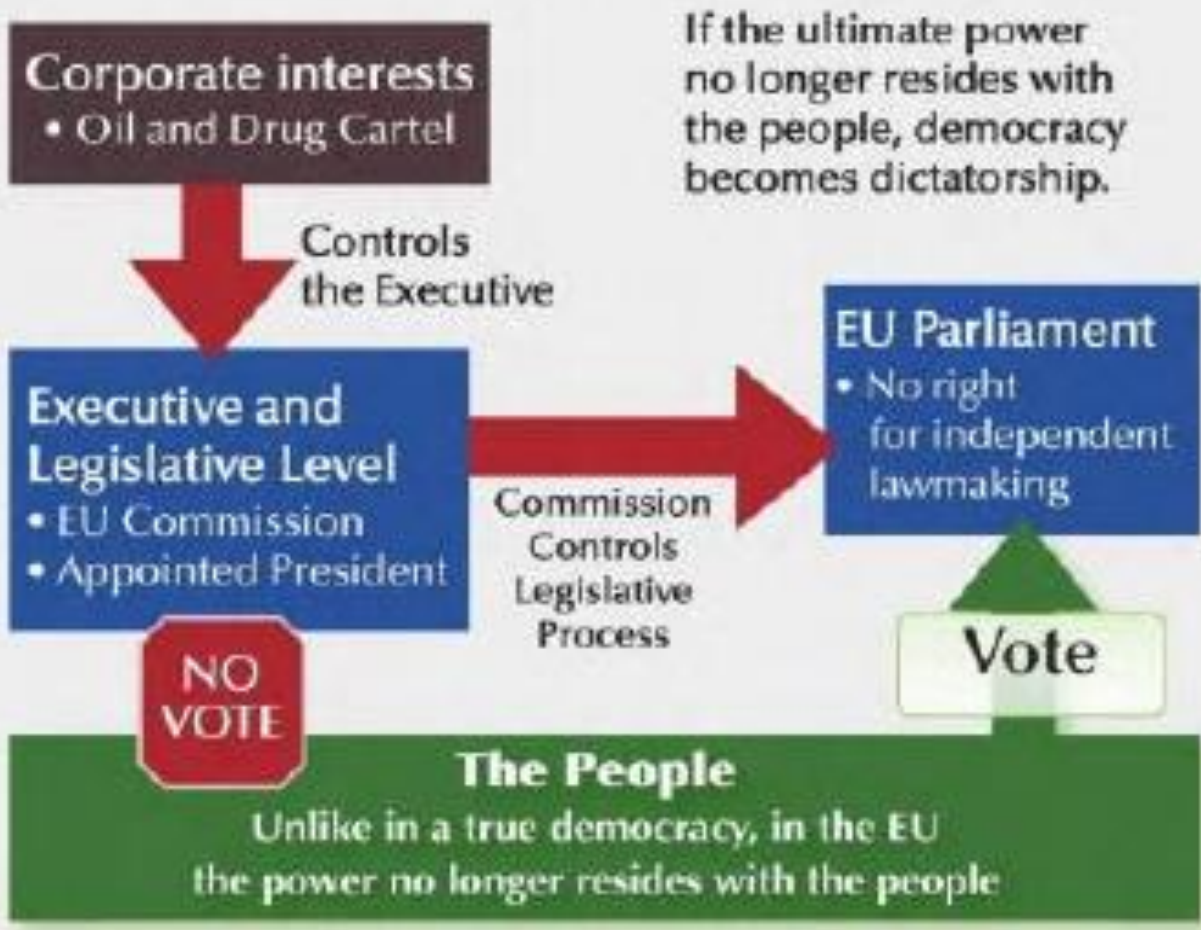 Corporate interests
• Oil and Drug Cartel
If the ultimate power
no longer resides with
the people, democracy
becomes dictatorship.
Controls
the Executive
Executive and
Legislative Level
• EU Commission
• Appointed President
Commission
Controls
Legislative
Process
EU Parliament
• No right
for independent
lawmaking
NO
VOTE
Vote
The People
Unlike in a true democracy, in the EU
the power no longer resides with the people